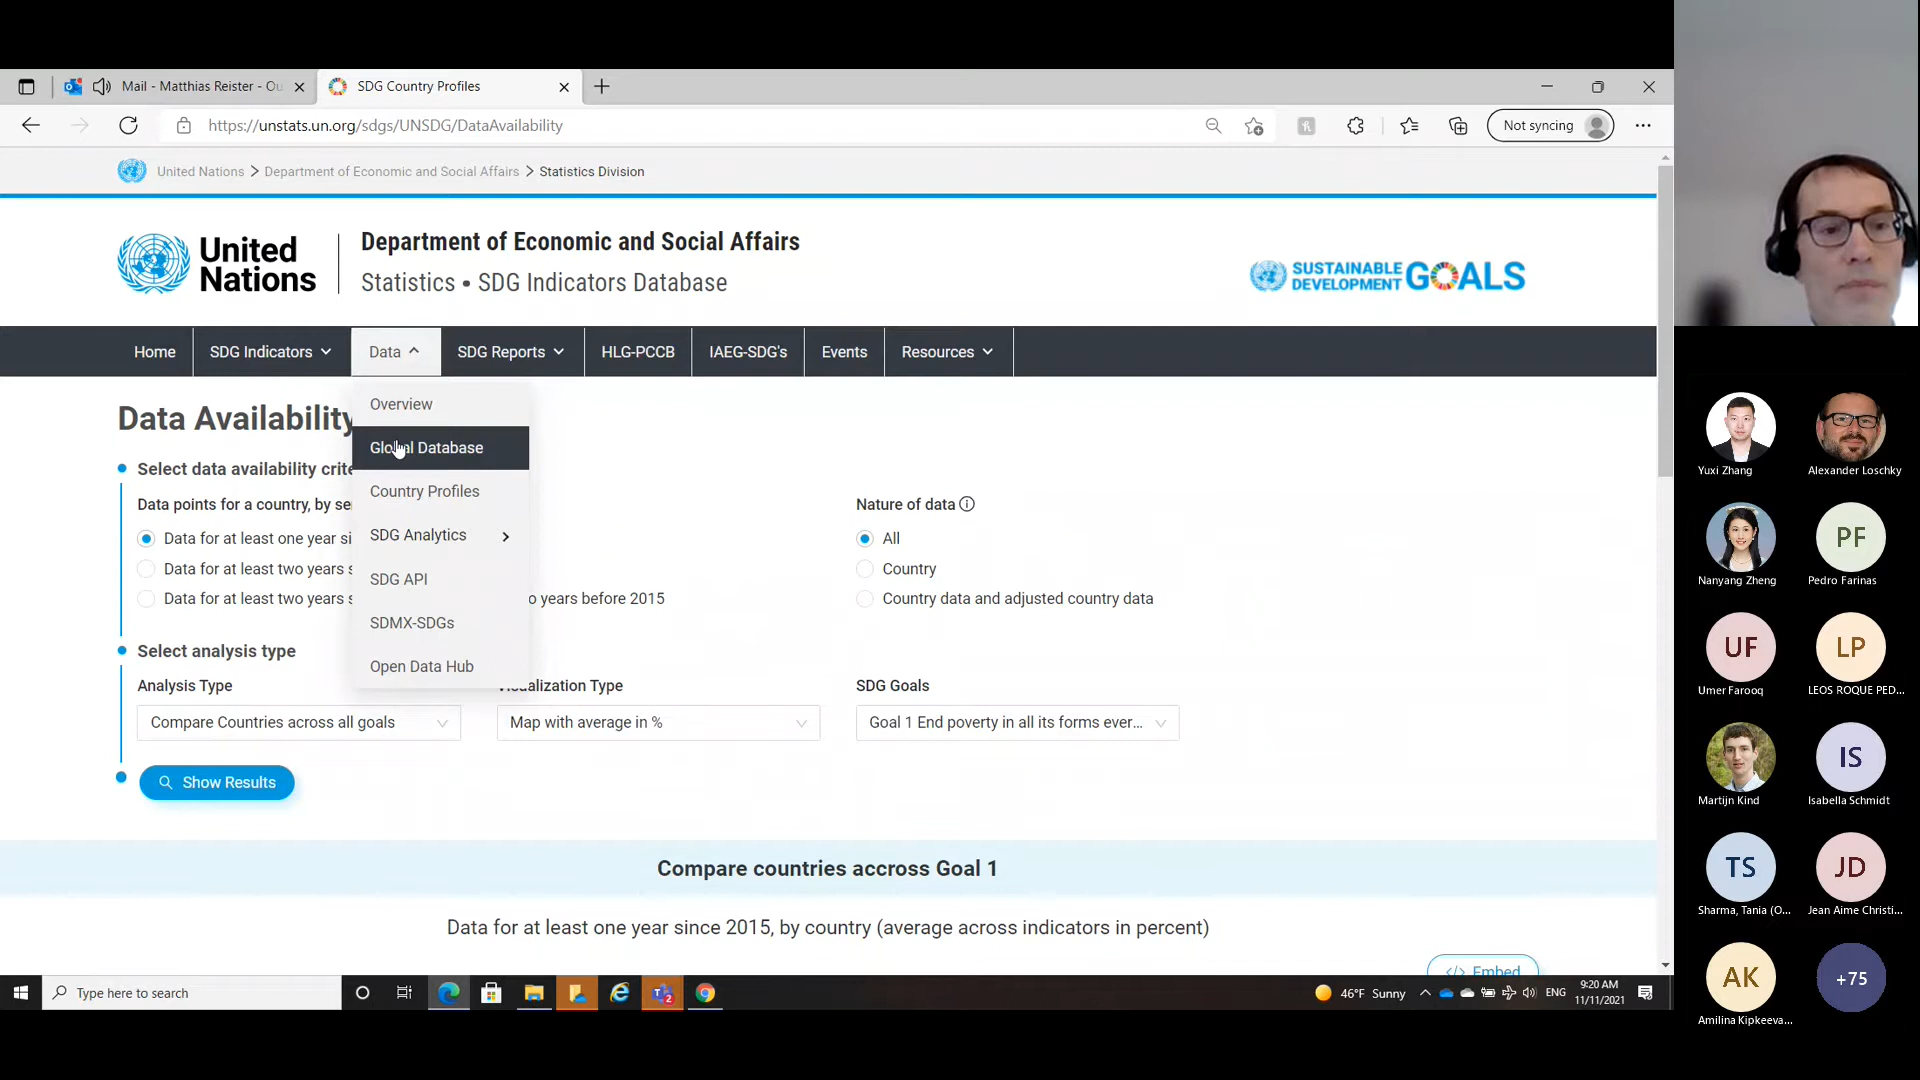 Mail - Matthias Reister - Ou
SDG Country Profiles
https://unstats.un.org/sdgs/UNSDG/DataAvailability
Not syncing
United Nations > Department of Economic and Social Affairs > Statistics Division
United
Nations
Department of Economic and Social Affairs
Statistics • SDG Indicators Database
SUSTAINABLE
DEVELOPMENT
GOALS
Home
SDG Indicators
Data
SDG Reports
HLG-PCCB
IAEG-SDG's
Events
Resources
Overview
Global Database
Country Profiles
SDG Analytics
SDG API
SDMX-SDGs
Open Data Hub
Data Availability
Select data availability crite
Data points for a country, by se
Data for at least one year si
Data for at least two years s
Data for at least two years s
o years before 2015
Nature of data
All
Country
Country data and adjusted country data
Select analysis type
Analysis Type
Visualization Type
SDG Goals
Compare Countries across all goals
Map with average in %
Goal 1 End poverty in all its forms ever...
Show Results
Compare countries accross Goal 1
Data for at least one year since 2015, by country (average across indicators in percent)
</> Embed
Type here to search
2
46°F Sunny
ENG
9:20 AM
11/11/2021
Yuxi Zhang
Alexander Loschky
Nanyang Zheng
PF
Pedro Farinas
UF
Umer Farooq
LP
LEOS ROQUE PED...
Martijn Kind
IS
Isabella Schmidt
TS
Sharma, Tania (O...
JD
Jean Aime Christi...
AK
Amilina Kipkeeva...
+75